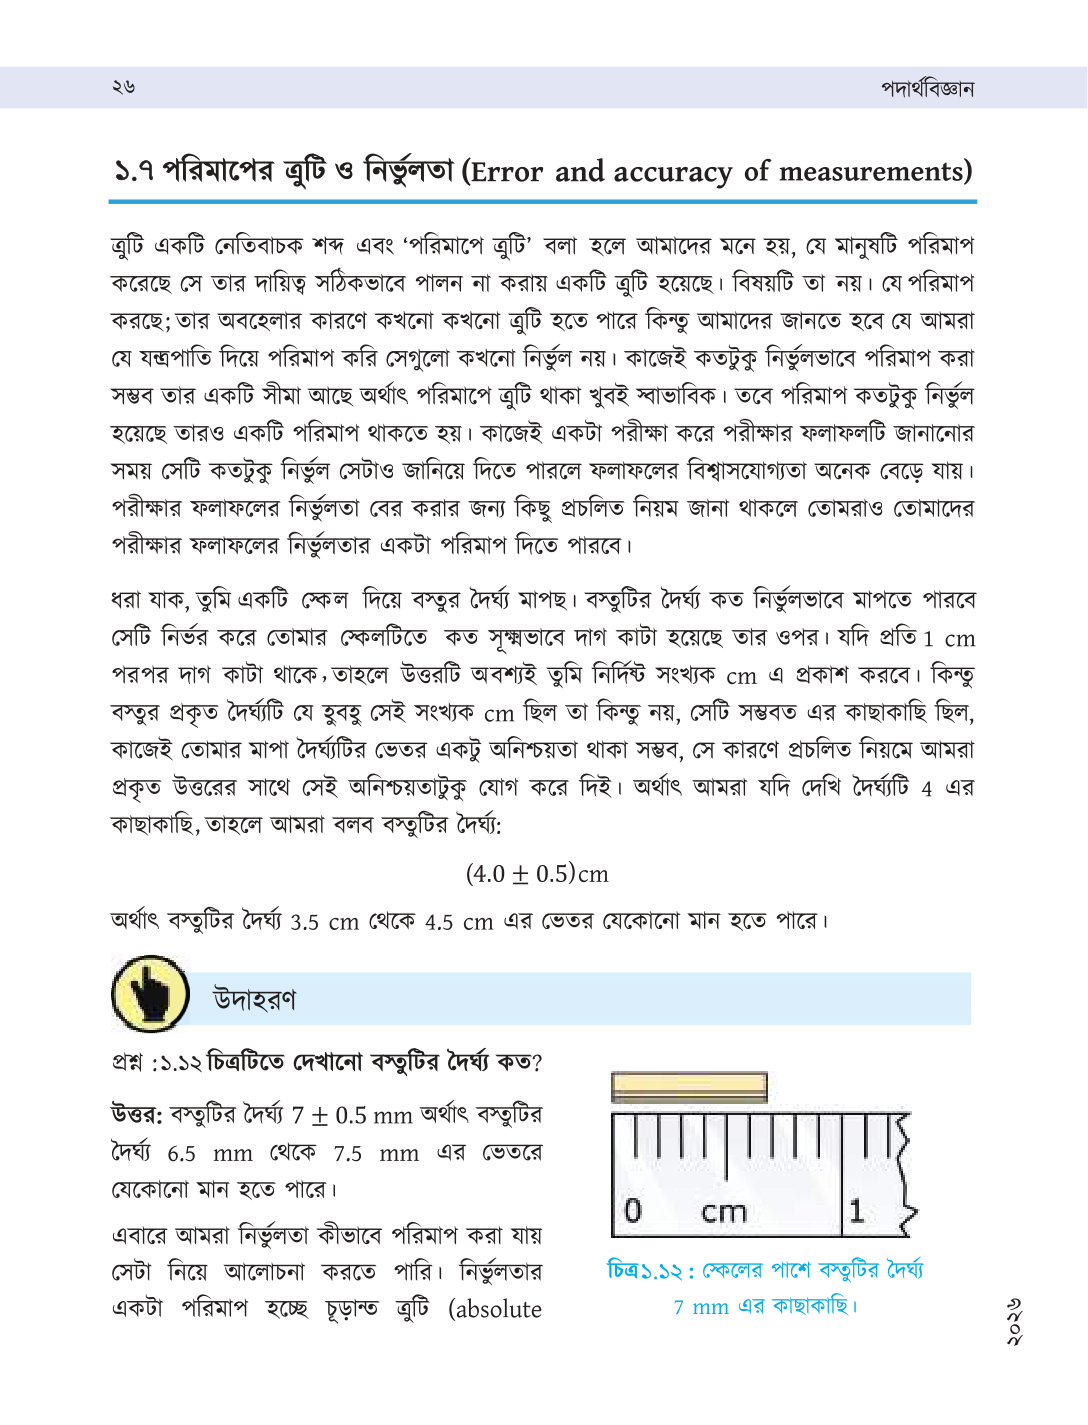 ২৬
পদার্থবিজ্ঞান
১.৭ পরিমাপের ত্রুটি ও নির্ভুলতা (Error and accuracy of measurements)
ত্রুটি একটি নেতিবাচক শব্দ এবং ‘পরিমাপে ত্রুটি’ বলা হলে আমাদের মনে হয়, যে মানুষটি পরিমাপ
করেছে সে তার দায়িত্ব সঠিকভাবে পালন না করায় একটি ত্রুটি হয়েছে। বিষয়টি তা নয়। যে পরিমাপ
করছে; তার অবহেলার কারণে কখনো কখনো ত্রুটি হতে পারে কিন্তু আমাদের জানতে হবে যে আমরা
যে যন্ত্রপাতি দিয়ে পরিমাপ করি সেগুলো কখনো নির্ভুল নয়। কাজেই কতটুকু নির্ভুলভাবে পরিমাপ করা
সম্ভব তার একটি সীমা আছে অর্থাৎ পরিমাপে ত্রুটি থাকা খুবই স্বাভাবিক। তবে পরিমাপ কতটুকু নির্ভুল
হয়েছে তারও একটি পরিমাপ থাকতে হয়। কাজেই একটা পরীক্ষা করে পরীক্ষার ফলাফলটি জানানোর
সময় সেটি কতটুকু নির্ভুল সেটাও জানিয়ে দিতে পারলে ফলাফলের বিশ্বাসযোগ্যতা অনেক বেড়ে যায়।
পরীক্ষার ফলাফলের নির্ভুলতা বের করার জন্য কিছু প্রচলিত নিয়ম জানা থাকলে তোমরাও তোমাদের
পরীক্ষার ফলাফলের নির্ভুলতার একটা পরিমাপ দিতে পারবে।
ধরা যাক, তুমি একটি স্কেল দিয়ে বস্তুর দৈর্ঘ্য মাপছ। বস্তুটির দৈর্ঘ্য কত নির্ভুলভাবে মাপতে পারবে
সেটি নির্ভর করে তোমার স্কেলটিতে কত সূক্ষ্মভাবে দাগ কাটা হয়েছে তার ওপর। যদি প্রতি 1 cm
পরপর দাগ কাটা থাকে, তাহলে উত্তরটি অবশ্যই তুমি নির্দিষ্ট সংখ্যক cm এ প্রকাশ করবে। কিন্তু
বস্তুর প্রকৃত দৈর্ঘ্যটি যে হুবহু সেই সংখ্যক cm ছিল তা কিন্তু নয়, সেটি সম্ভবত এর কাছাকাছি ছিল,
কাজেই তোমার মাপা দৈর্ঘ্যটির ভেতর একটু অনিশ্চয়তা থাকা সম্ভব, সে কারণে প্রচলিত নিয়মে আমরা
প্রকৃত উত্তরের সাথে সেই অনিশ্চয়তাটুকু যোগ করে দিই। অর্থাৎ আমরা যদি দেখি দৈর্ঘ্যটি 4 এর
কাছাকাছি, তাহলে আমরা বলব বস্তুটির দৈর্ঘ্য:
(4.0 ± 0.5)cm
অর্থাৎ বস্তুটির দৈর্ঘ্য 3.5 cm থেকে 4.5 cm এর ভেতর যেকোনো মান হতে পারে।
উদাহরণ
প্রশ্ন :১.১২ চিত্রটিতে দেখানো বস্তুটির দৈর্ঘ্য কত?
উত্তর: বস্তুটির দৈর্ঘ্য 7 ± 0.5 mm অর্থাৎ বস্তুটির
দৈর্ঘ্য 6.5 mm থেকে 7.5 mm এর ভেতরে
যেকোনো মান হতে পারে।
এবারে আমরা নির্ভুলতা কীভাবে পরিমাপ করা যায়
সেটা নিয়ে আলোচনা করতে পারি। নির্ভুলতার
একটা পরিমাপ হচ্ছে চূড়ান্ত ত্রুটি (absolute
0 cm 1
চিত্র১.১২ : স্কেলের পাশে বস্তুটির দৈর্ঘ্য
7 mm এর কাছাকাছি।
২০২৬